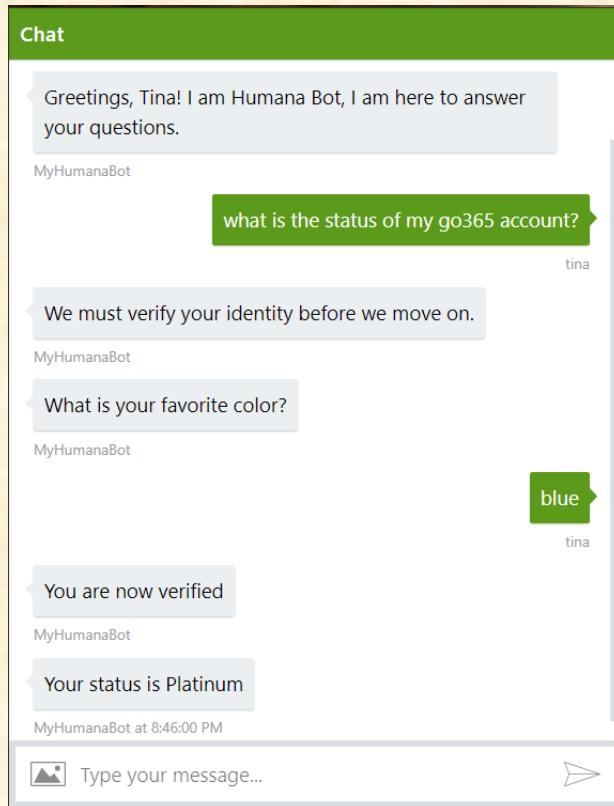 Chat
Greetings, Tina! I am Humana Bot, I am here to answer
your questions.
MyHumanaBot
what is the status of my go365 account?
tina
We must verify your identity before we move on.
MyHumanaBot
What is your favorite color?
MyHumanaBot
blue
tina
You are now verified
MyHumanaBot
Your status is Platinum
MyHumanaBot at 8:46:00 PM
Type your message...